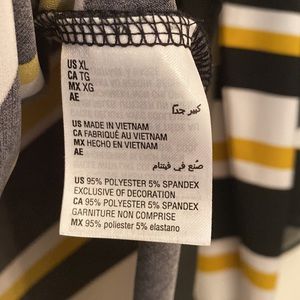 US XL
CA TG
MX XG
AE
كبير جدا
US MADE IN VIETNAM
CA FABRIQUÉ AU VIETNAM
MX HECHO EN VIETNAM
AE
صنع في فيتنام
US 95% POLYESTER 5% SPANDEX
EXCLUSIVE OF DECORATION
CA 95% POLYESTER 5% SPANDEX
GARNITURE NON COMPRISE
MX 95% poliester 5% elastano